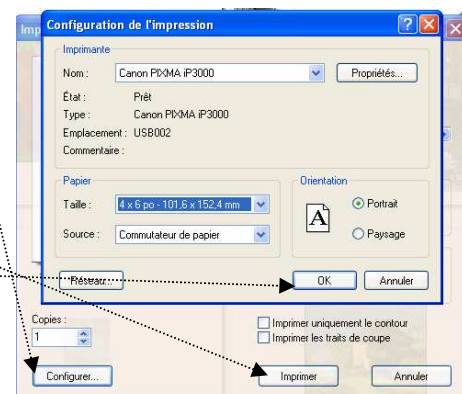 Imp
Configuration de l'impression
Imprimante
Nom :
Canon PIXMA iP3000
Propriétés...
État :
Prêt
Type :
Canon PIXMA iP3000
Emplacement :
USB002
Commentaire :
Papier
Taille :
4 x 6 po - 101,6 x 152,4 mm
Source :
Commutateur de papier
Orientation
A
Portrait
Paysage
Réseau...
OK
Annuler
Copies :
1
Imprimer uniquement le contour
Imprimer les traits de coupe
Configurer...
Imprimer
Annuler